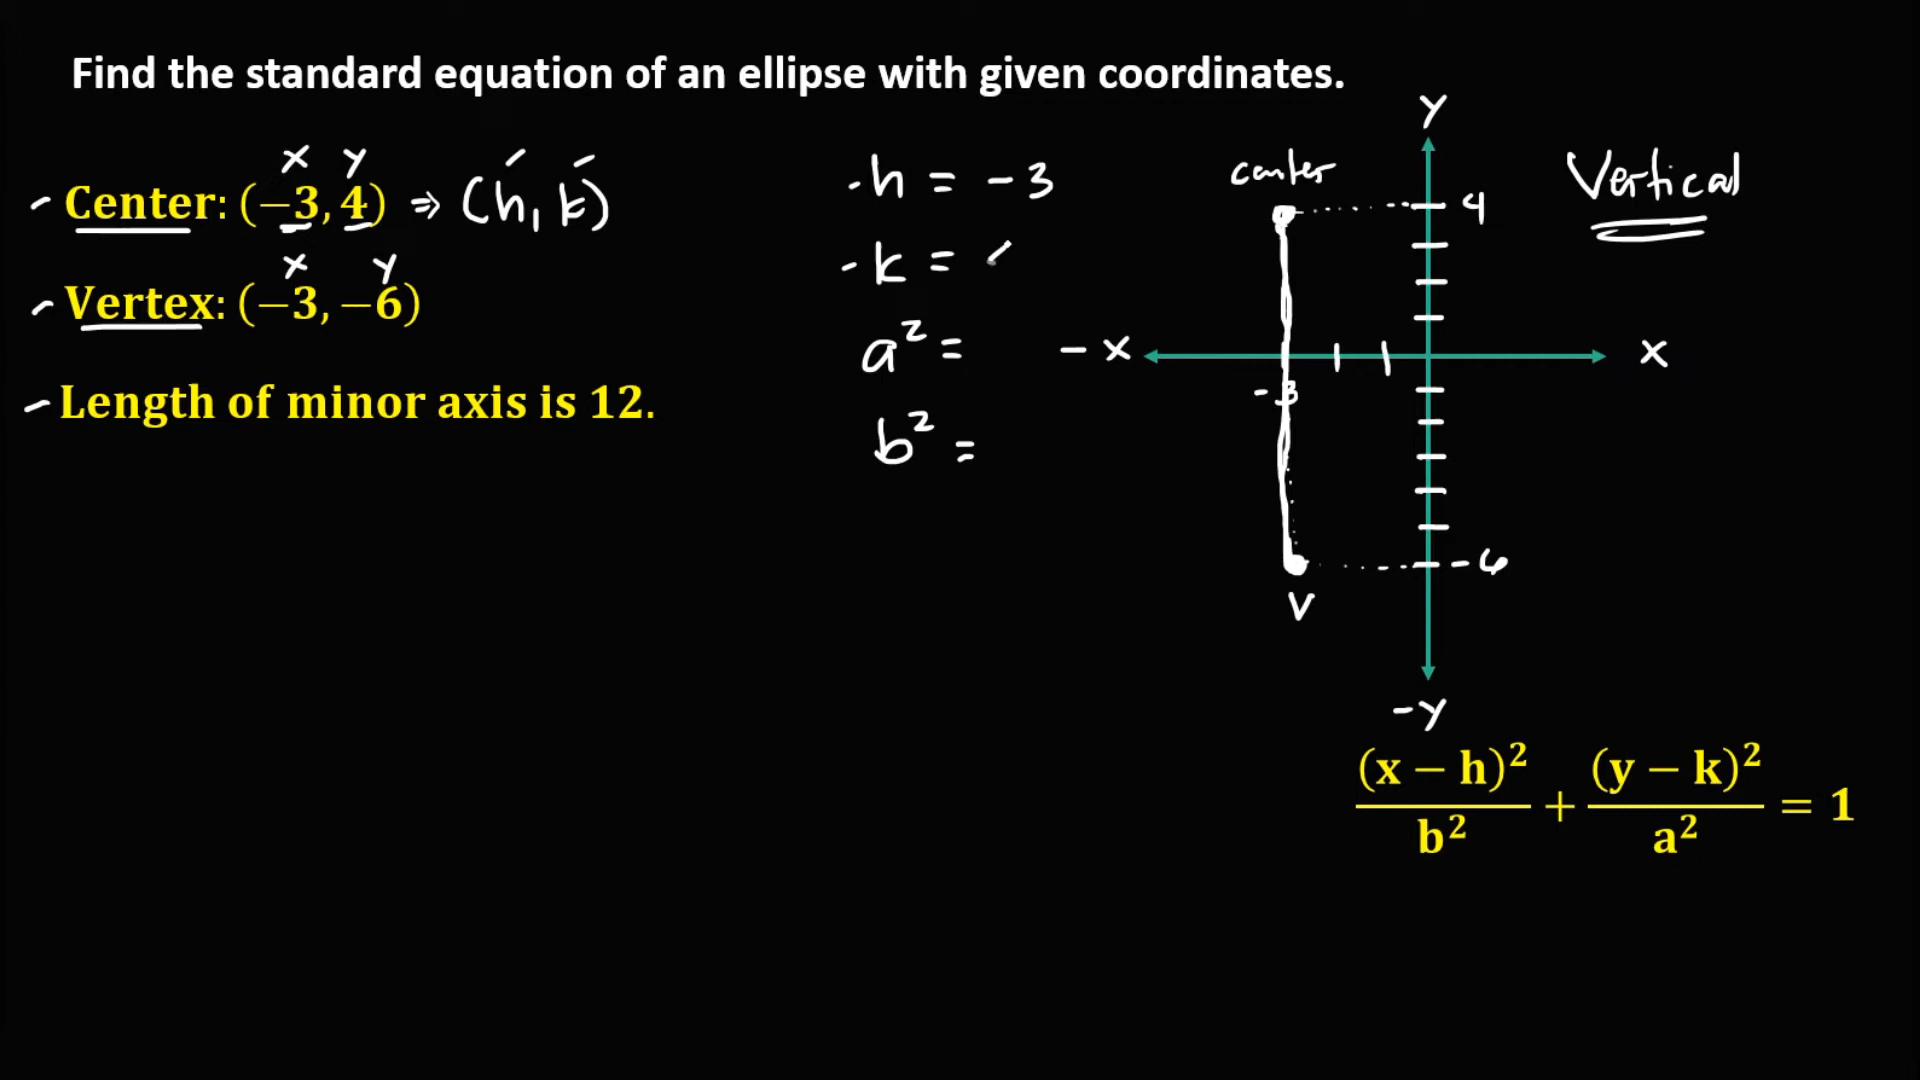 Find the standard equation of an ellipse with given coordinates.
x y
- Center: (−3, 4) ⇒ (h, k)
x y
- Vertex: (−3, −6)
- Length of minor axis is 12.
- h = -3
- k =
a² =
b² =
Y
center
4
Vertical
- x
x
-3
-6
V
-Y
(x − h)² / b² + (y − k)² / a² = 1